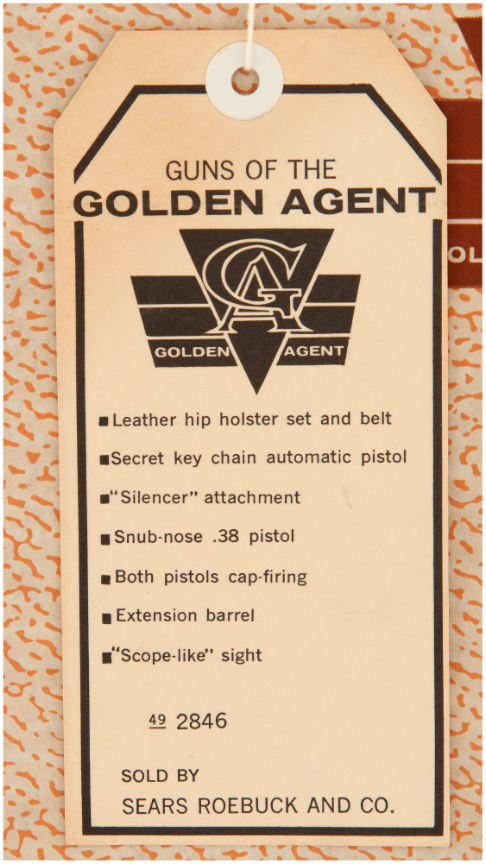 GUNS OF THE
GOLDEN AGENT
GA
GOLDEN AGENT
OL
▪Leather hip holster set and belt
▪Secret key chain automatic pistol
▪"Silencer" attachment
▪Snub-nose .38 pistol
▪Both pistols cap-firing
▪Extension barrel
▪"Scope-like" sight
49 2846
SOLD BY
SEARS ROEBUCK AND CO.